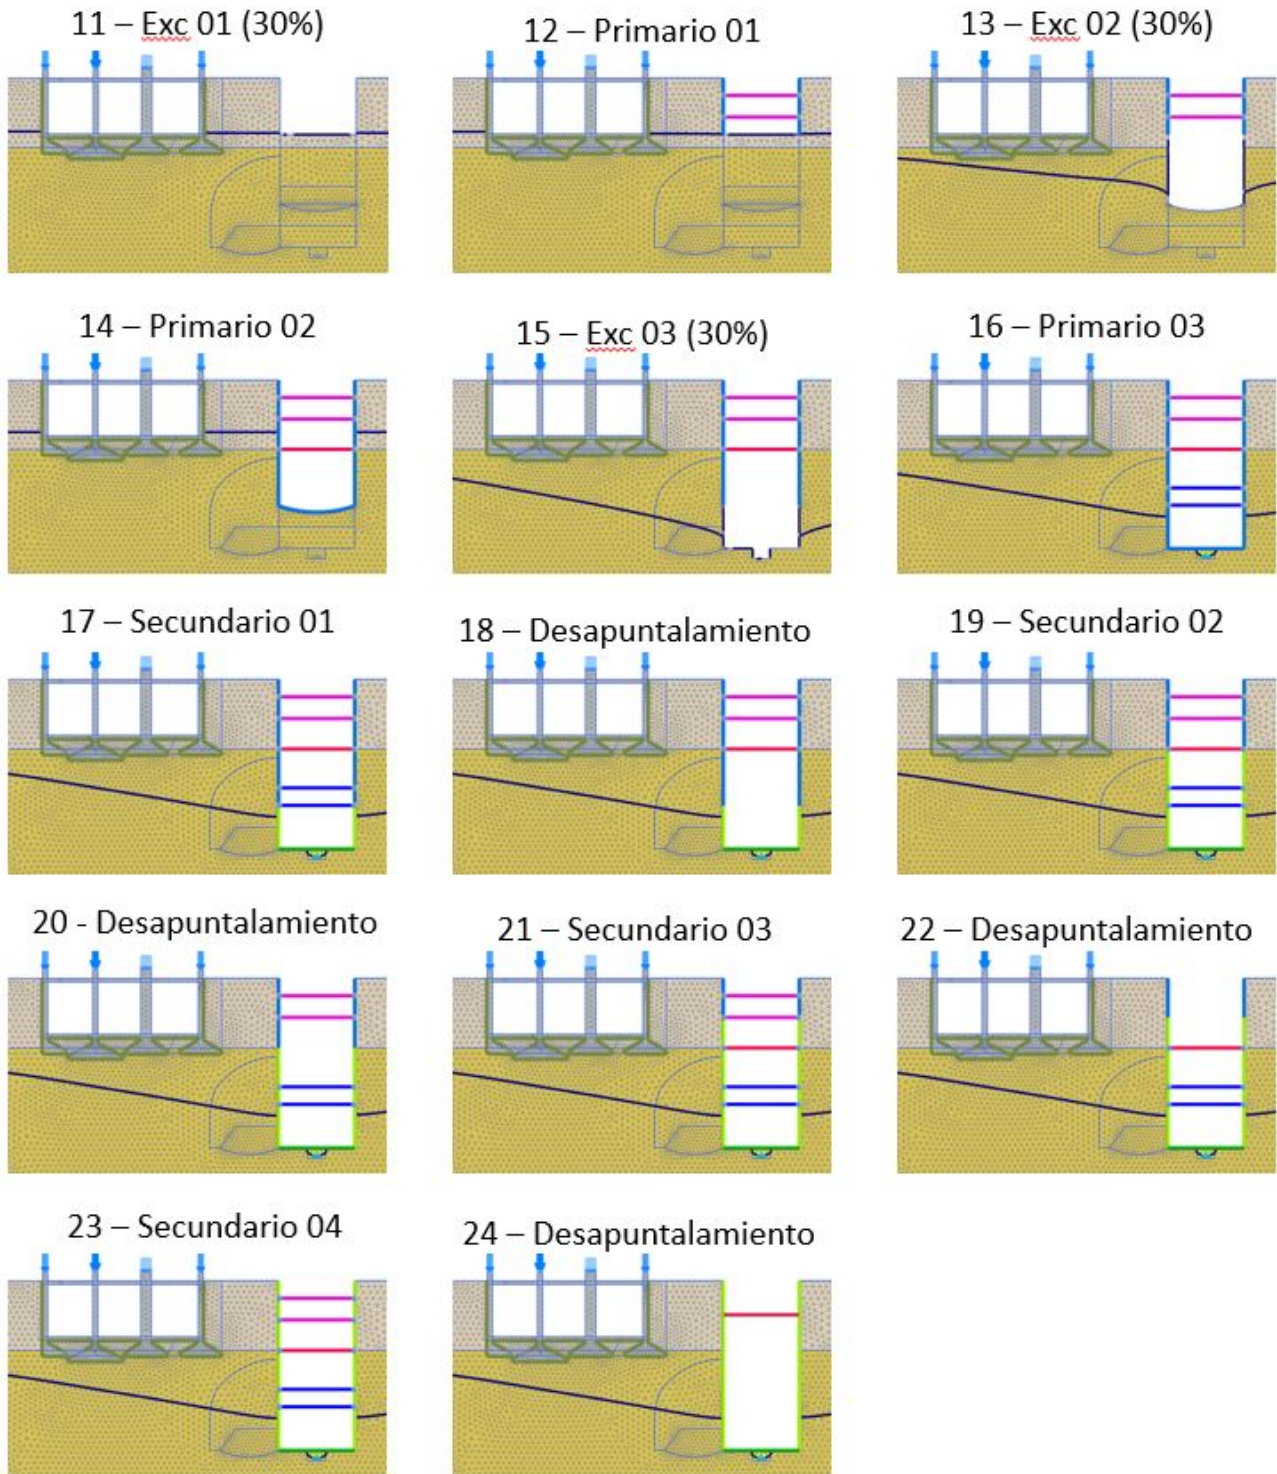 11 – Exc 01 (30%)
12 – Primario 01
13 – Exc 02 (30%)
14 – Primario 02
15 – Exc 03 (30%)
16 – Primario 03
17 – Secundario 01
18 – Desapuntalamiento
19 – Secundario 02
20 - Desapuntalamiento
21 – Secundario 03
22 – Desapuntalamiento
23 – Secundario 04
24 – Desapuntalamiento